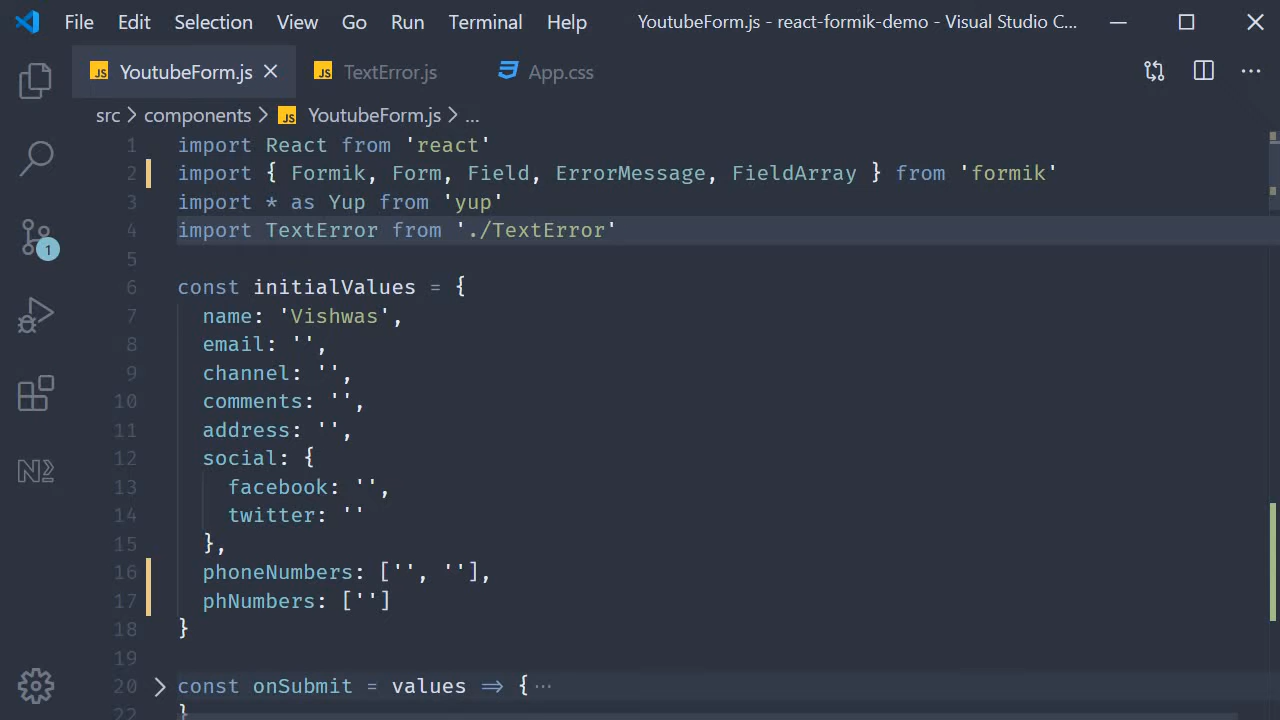 File Edit Selection View Go Run Terminal Help YoutubeForm.js - react-formik-demo - Visual Studio C...
JS YoutubeForm.js JS TextError.js App.css
src > components > JS YoutubeForm.js > ...
1 import React from 'react'
2 import { Formik, Form, Field, ErrorMessage, FieldArray } from 'formik'
3 import * as Yup from 'yup'
4 import TextError from './TextError'
5
6 const initialValues = {
7 name: 'Vishwas',
8 email: '',
9 channel: '',
10 comments: '',
11 address: '',
12 social: {
13 facebook: '',
14 twitter: ''
15 },
16 phoneNumbers: ['', ''],
17 phNumbers: ['']
18 }
19
20 const onSubmit = values => {...
22 }
1